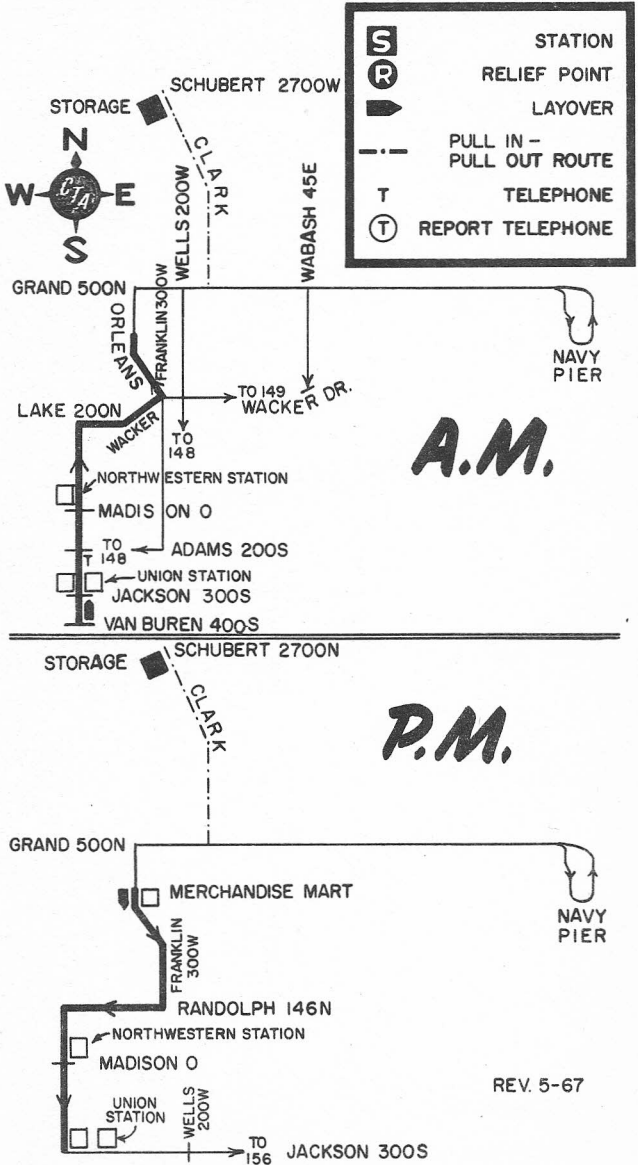 S STATION
R RELIEF POINT
LAYOVER
PULL IN -
PULL OUT ROUTE
T TELEPHONE
T REPORT TELEPHONE
SCHUBERT 2700W
STORAGE
CLARK
N
W CTA E
S
WELLS 200W
WABASH 45E
GRAND 500N
ORLEANS
FRANKLIN 300W
NAVY
PIER
TO 149
WACKER DR.
LAKE 200N
WACKER
TO
148
A.M.
NORTHWESTERN STATION
MADISON 0
TO
148
ADAMS 200S
T
UNION STATION
JACKSON 300S
VAN BUREN 400S
SCHUBERT 2700N
STORAGE
CLARK
P.M.
GRAND 500N
MERCHANDISE MART
NAVY
PIER
FRANKLIN
300W
RANDOLPH 146N
NORTHWESTERN STATION
MADISON 0
REV. 5-67
UNION
STATION
WELLS
200W
TO
156
JACKSON 300S